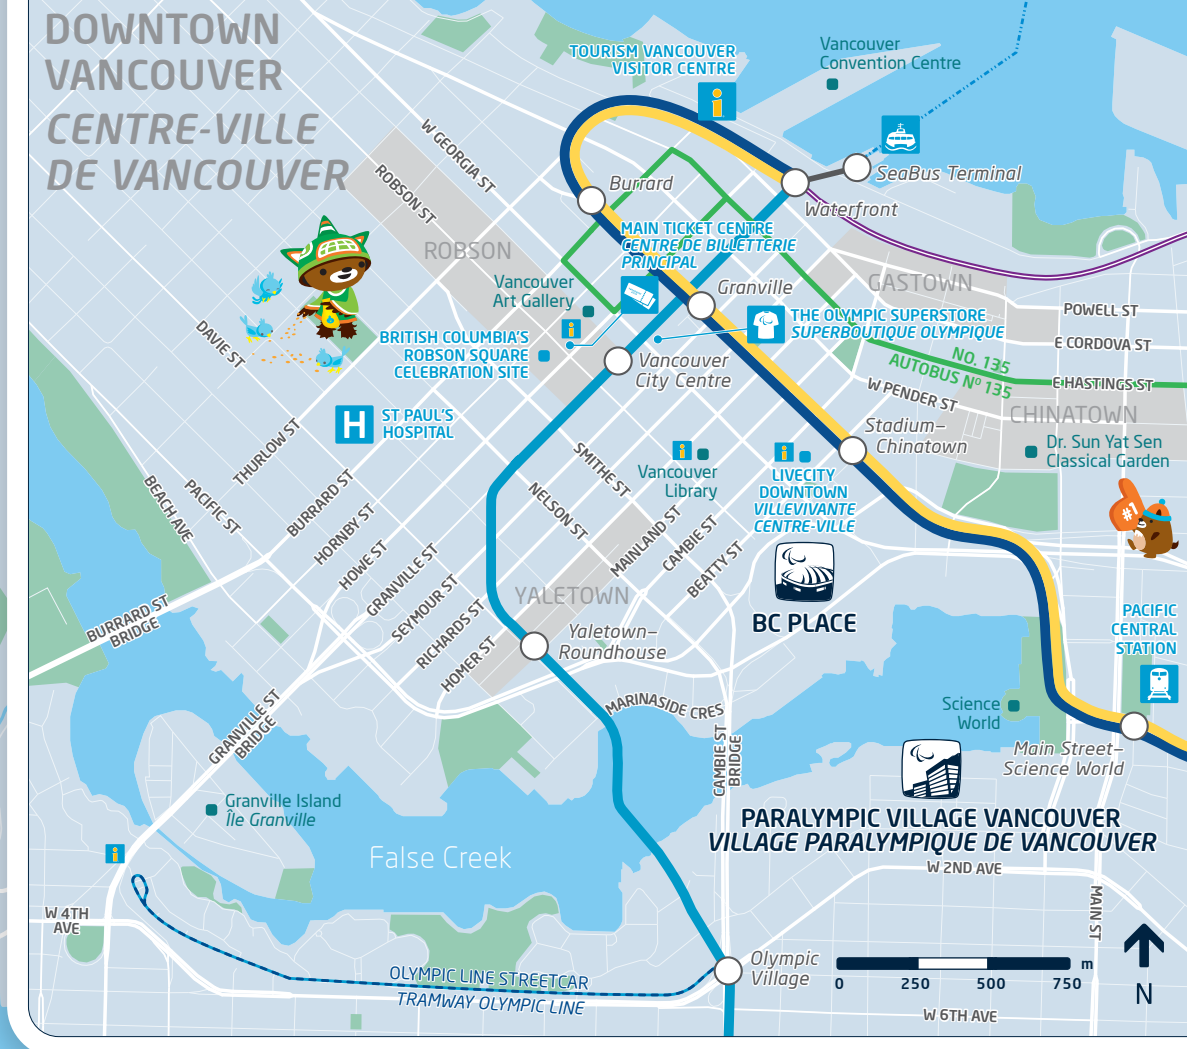 DOWNTOWN
VANCOUVER
CENTRE-VILLE
DE VANCOUVER
TOURISM VANCOUVER
VISITOR CENTRE
i
Vancouver
Convention Centre
SeaBus Terminal
Waterfront
Burrard
W GEORGIA ST
ROBSON ST
ROBSON
MAIN TICKET CENTRE
CENTRE DE BILLETTERIE
PRINCIPAL
Vancouver
Art Gallery
i
Granville
GASTOWN
THE OLYMPIC SUPERSTORE
SUPERBOUTIQUE OLYMPIQUE
POWELL ST
E CORDOVA ST
NO. 135
AUTOBUS Nº 135
E HASTINGS ST
DAVIE ST
BRITISH COLUMBIA'S
ROBSON SQUARE
CELEBRATION SITE
Vancouver
City Centre
W PENDER ST
CHINATOWN
H
ST PAUL'S
HOSPITAL
Stadium–
Chinatown
Dr. Sun Yat Sen
Classical Garden
THURLOW ST
SMITHE ST
i
Vancouver
Library
i
LIVECITY
DOWNTOWN
VILLEVIVANTE
CENTRE-VILLE
#1
BEACH AVE
PACIFIC ST
BURRARD ST
HORNBY ST
HOWE ST
GRANVILLE ST
SEYMOUR ST
RICHARDS ST
HOMER ST
NELSON ST
MAINLAND ST
CAMBIE ST
BEATTY ST
YALETOWN
BC PLACE
BURRARD ST
BRIDGE
Yaletown–
Roundhouse
PACIFIC
CENTRAL
STATION
MARINASIDE CRES
Science
World
GRANVILLE ST
BRIDGE
CAMBIE ST
BRIDGE
Main Street–
Science World
Granville Island
Île Granville
PARALYMPIC VILLAGE VANCOUVER
VILLAGE PARALYMPIQUE DE VANCOUVER
i
False Creek
W 2ND AVE
W 4TH
AVE
MAIN ST
Olympic
Village
OLYMPIC LINE STREETCAR
TRAMWAY OLYMPIC LINE
m
0 250 500 750
N
W 6TH AVE